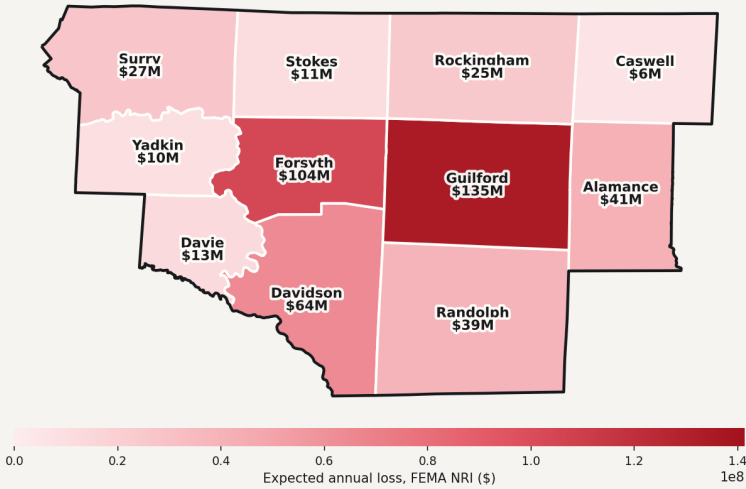 Surry
$27M
Stokes
$11M
Rockingham
$25M
Caswell
$6M
Yadkin
$10M
Forsyth
$104M
Guilford
$135M
Alamance
$41M
Davie
$13M
Davidson
$64M
Randolph
$39M
0.0 0.2 0.4 0.6 0.8 1.0 1.2 1.4
Expected annual loss, FEMA NRI ($)
1e8